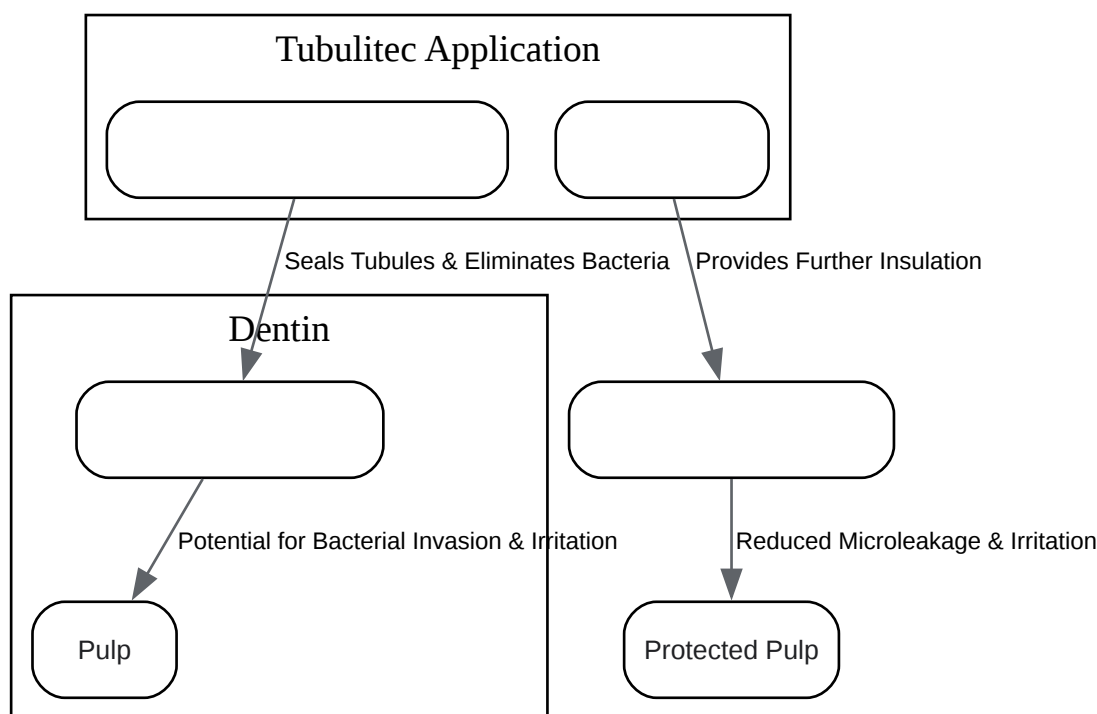 Tubulitec Application
Seals Tubules & Eliminates Bacteria
Provides Further Insulation
Dentin
Potential for Bacterial Invasion & Irritation
Reduced Microleakage & Irritation
Pulp
Protected Pulp